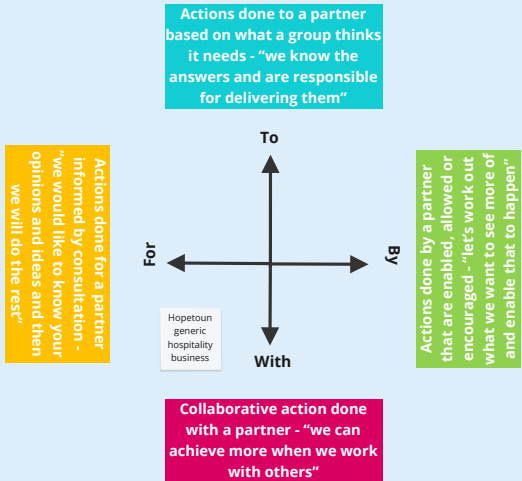 Actions done to a partner
based on what a group thinks
it needs - “we know the
answers and are responsible
for delivering them”
To
Actions done for a partner
informed by consultation -
“we would like to know your
opinions and ideas and then
we will do the rest”
For
By
Actions done by a partner
that are enabled, allowed or
encouraged - “let’s work out
what we want to see more of
and enable that to happen”
Hopetoun
generic
hospitality
business
With
Collaborative action done
with a partner - “we can
achieve more when we work
with others”